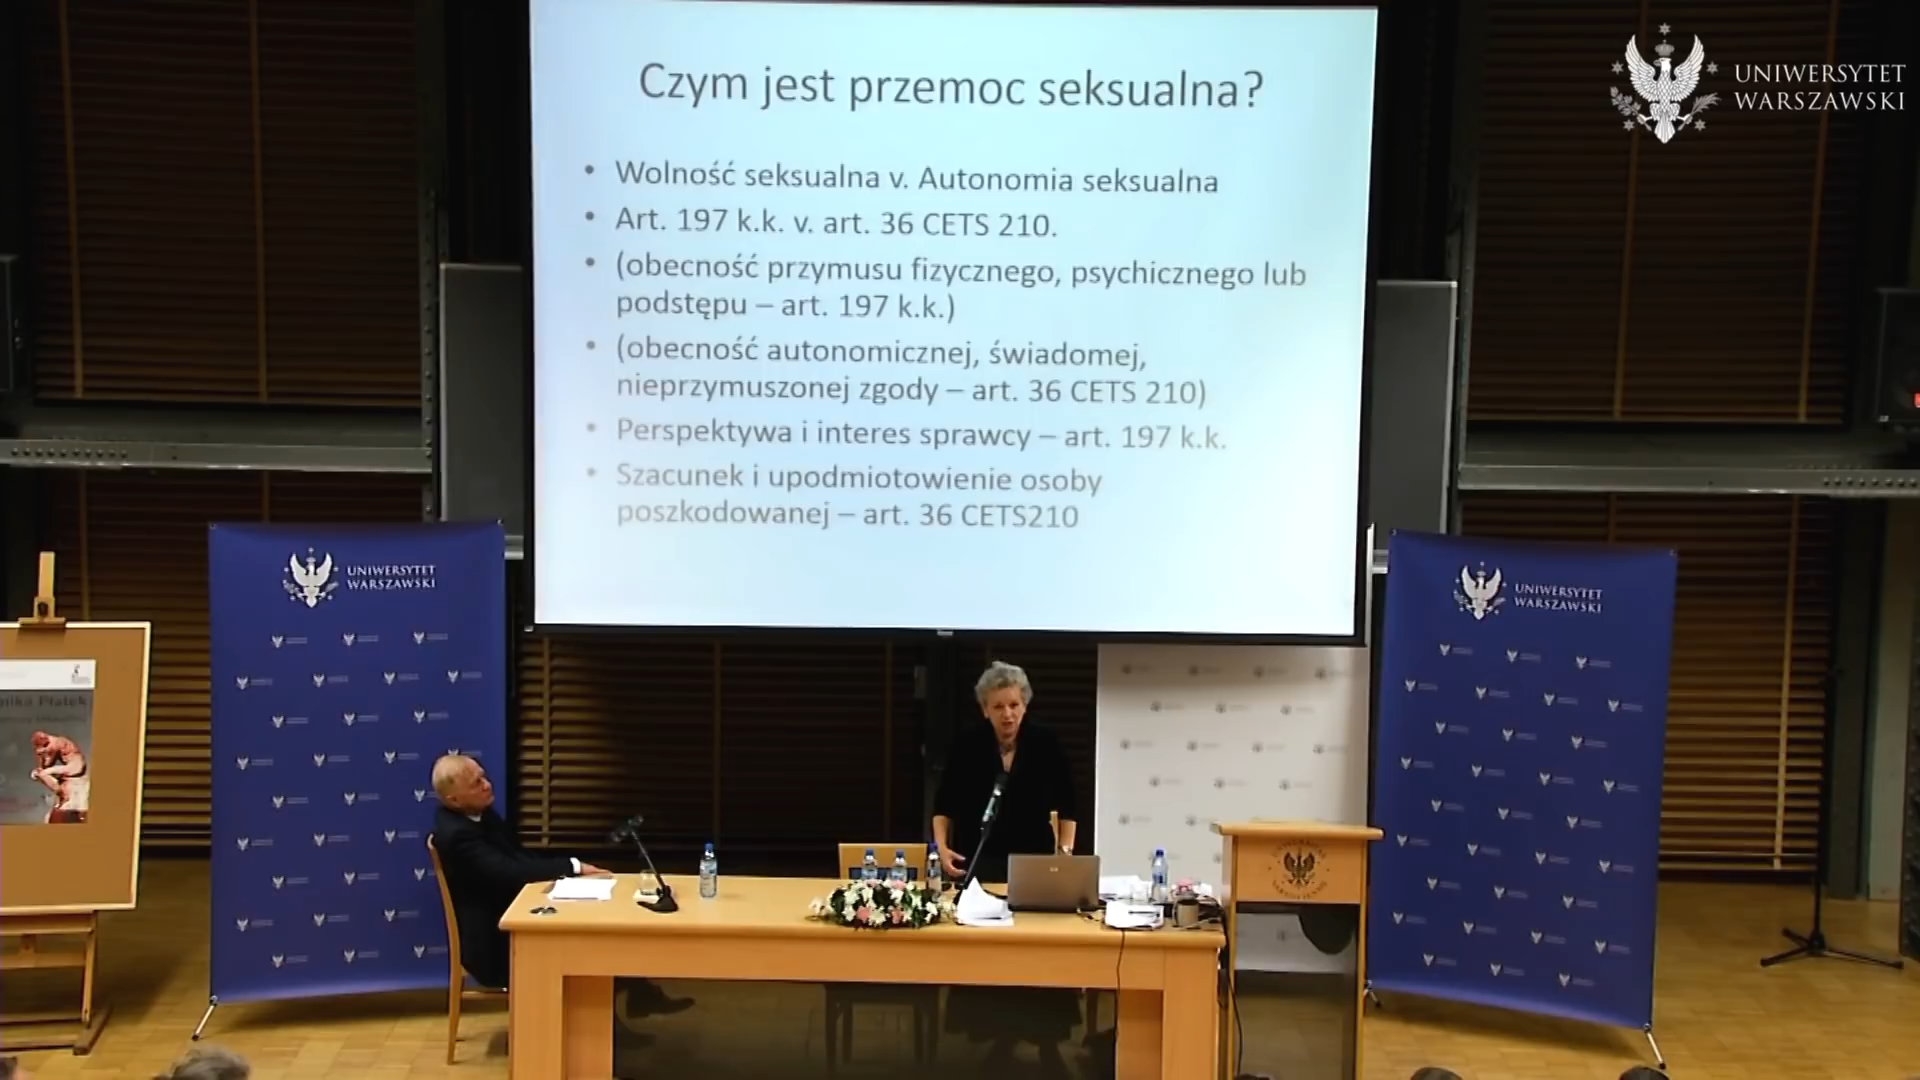 Czym jest przemoc seksualna?
• Wolność seksualna v. Autonomia seksualna
• Art. 197 k.k. v. art. 36 CETS 210.
• (obecność przymusu fizycznego, psychicznego lub
podstępu – art. 197 k.k.)
• (obecność autonomicznej, świadomej,
nieprzymuszonej zgody – art. 36 CETS 210)
• Perspektywa i interes sprawcy – art. 197 k.k.
• Szacunek i upodmiotowienie osoby
poszkodowanej – art. 36 CETS210
UNIWERSYTET
WARSZAWSKI
UNIWERSYTET
WARSZAWSKI
UNIWERSYTET
WARSZAWSKI
Płatek